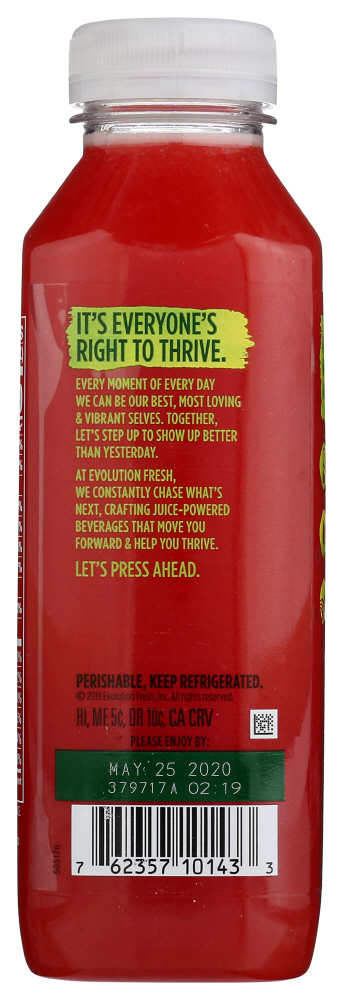 IT'S EVERYONE'S
RIGHT TO THRIVE.
EVERY MOMENT OF EVERY DAY
WE CAN BE OUR BEST, MOST LOVING
& VIBRANT SELVES. TOGETHER,
LET'S STEP UP TO SHOW UP BETTER
THAN YESTERDAY.
AT EVOLUTION FRESH,
WE CONSTANTLY CHASE WHAT'S
NEXT, CRAFTING JUICE-POWERED
BEVERAGES THAT MOVE YOU
FORWARD & HELP YOU THRIVE.
LET'S PRESS AHEAD.
PERISHABLE, KEEP REFRIGERATED.
© 2019 Evolution Fresh, Inc. All rights reserved.
HI, ME 5¢, OR 10¢, CA CRV
PLEASE ENJOY BY:
MAY 25 2020
379717A 02:19
505176
7 62357 10143 3